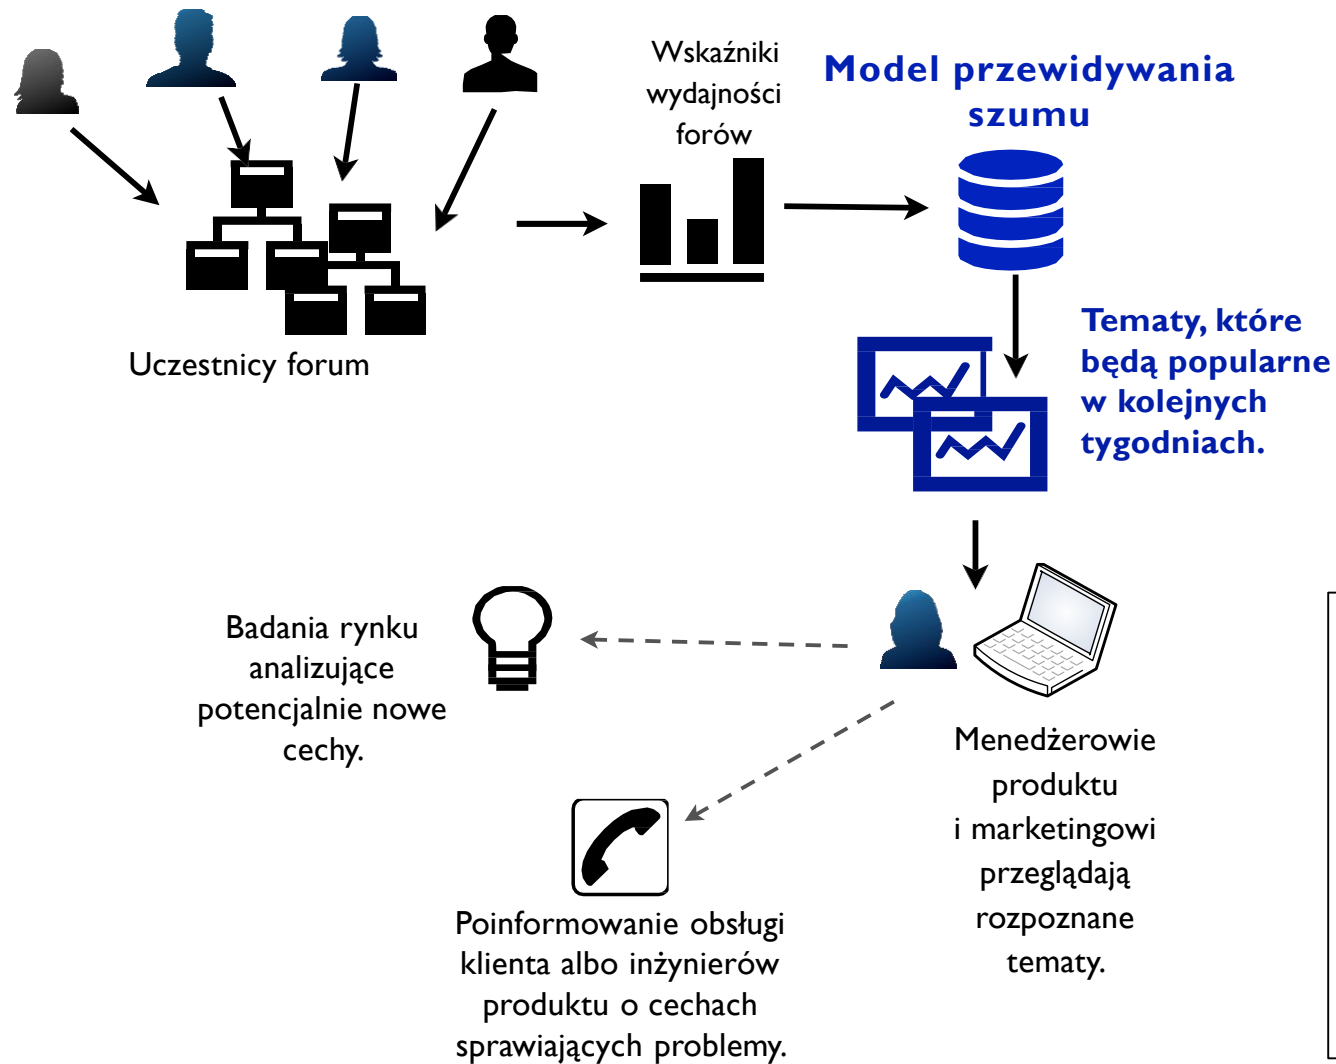 Wskaźniki
wydajności
forów
Model przewidywania
szumu
Uczestnicy forum
Tematy, które
będą popularne
w kolejnych
tygodniach.
Badania rynku
analizujące
potencjalnie nowe
cechy.
Menedżerowie
produktu
i marketingowi
przeglądają
rozpoznane
tematy.
Poinformowanie obsługi
klienta albo inżynierów
produktu o cechach
sprawiających problemy.